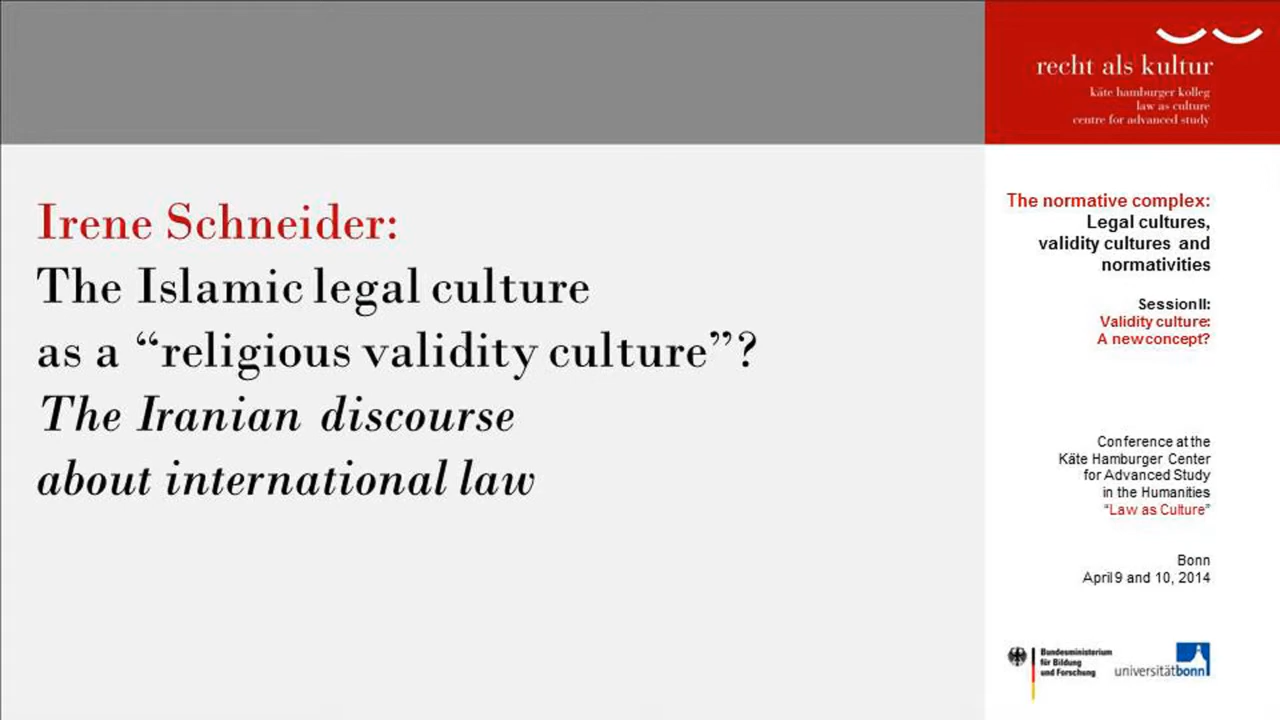 recht als kultur
käte hamburger kolleg
law as culture
centre for advanced study
Irene Schneider:
The Islamic legal culture
as a “religious validity culture”?
The Iranian discourse
about international law
The normative complex:
Legal cultures,
validity cultures and
normativities
Session II:
Validity culture:
A new concept?
Conference at the
Käte Hamburger Center
for Advanced Study
in the Humanities
“Law as Culture”
Bonn
April 9 and 10, 2014
Bundesministerium
für Bildung
und Forschung
universitätbonn